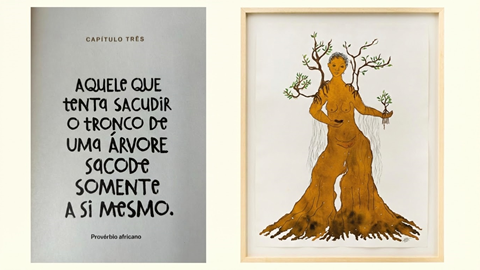 CAPÍTULO TRÊS
AQUELE QUE
TENTA SACUDIR
O TRONCO DE
UMA ÁRVORE
SACODE
SOMENTE
A SI MESMO.
Provérbio africano